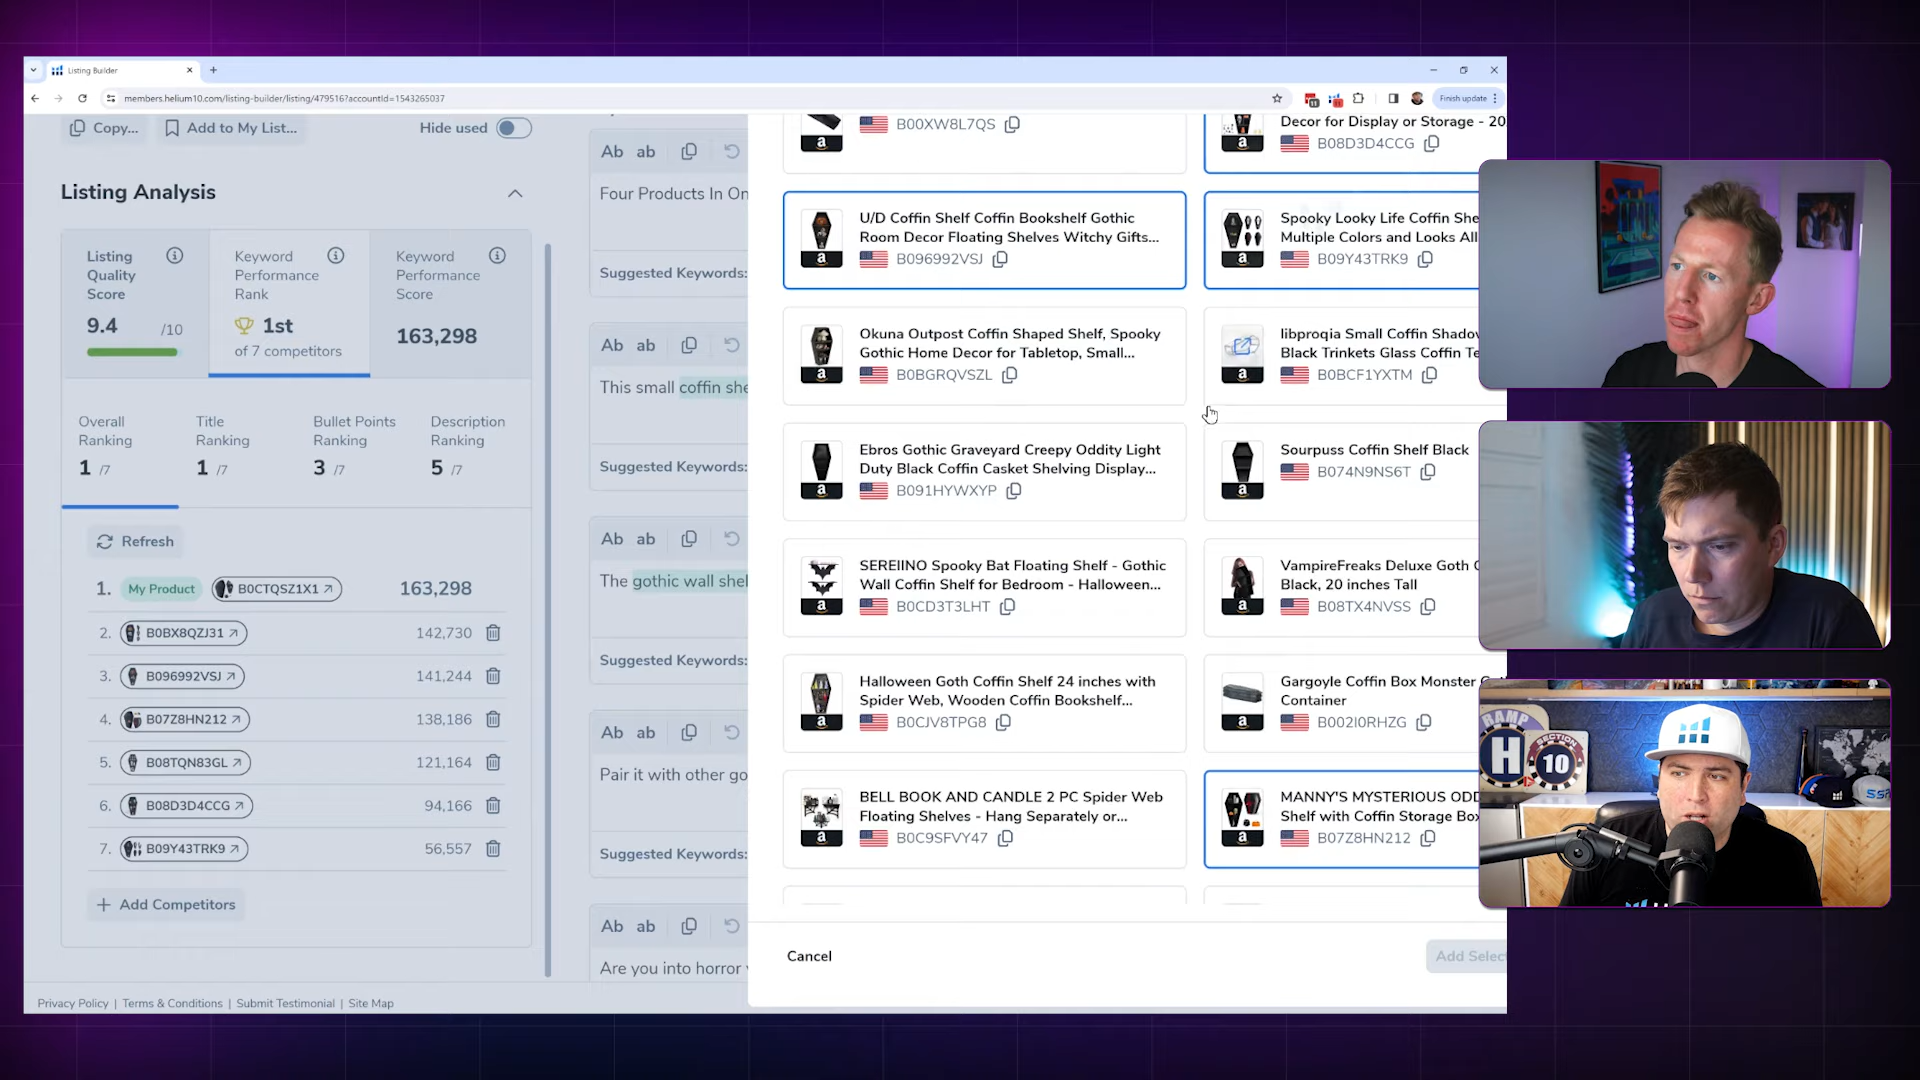 Listing Builder
members.helium10.com/listing-builder/listing/479516?accountId=1543265037
Finish update
Copy...
Add to My List...
Hide used
Listing Analysis
Listing Quality Score
9.4 /10
Keyword Performance Rank
1st
of 7 competitors
Keyword Performance Score
163,298
Overall Ranking
1 /7
Title Ranking
1 /7
Bullet Points Ranking
3 /7
Description Ranking
5 /7
Refresh
1. My Product B0CTQSZ1X1 163,298
2. B0BX8QZJ31 142,730
3. B096992VSJ 141,244
4. B07Z8HN212 138,186
5. B08TQN83GL 121,164
6. B08D3D4CCG 94,166
7. B09Y43TRK9 56,557
+ Add Competitors
Privacy Policy | Terms & Conditions | Submit Testimonial | Site Map
Ab ab
Four Products In On
Suggested Keywords:
Ab ab
This small coffin she
Suggested Keywords:
Ab ab
The gothic wall shel
Suggested Keywords:
Ab ab
Pair it with other go
Suggested Keywords:
Ab ab
Are you into horror
B00XW8L7QS
Decor for Display or Storage - 20
B08D3D4CCG
U/D Coffin Shelf Coffin Bookshelf Gothic
Room Decor Floating Shelves Witchy Gifts...
B096992VSJ
Spooky Looky Life Coffin She
Multiple Colors and Looks All
B09Y43TRK9
Okuna Outpost Coffin Shaped Shelf, Spooky
Gothic Home Decor for Tabletop, Small...
B0BGRQVSZL
libproqia Small Coffin Shadow
Black Trinkets Glass Coffin Te
B0BCF1YXTM
Ebros Gothic Graveyard Creepy Oddity Light
Duty Black Coffin Casket Shelving Display...
B091HYWXYP
Sourpuss Coffin Shelf Black
B074N9NS6T
SEREIINO Spooky Bat Floating Shelf - Gothic
Wall Coffin Shelf for Bedroom - Halloween...
B0CD3T3LHT
VampireFreaks Deluxe Goth
Black, 20 inches Tall
B08TX4NVSS
Halloween Goth Coffin Shelf 24 inches with
Spider Web, Wooden Coffin Bookshelf...
B0CJV8TPG8
Gargoyle Coffin Box Monster
Container
B002I0RHZG
BELL BOOK AND CANDLE 2 PC Spider Web
Floating Shelves - Hang Separately or...
B0C9SFVY47
MANNY'S MYSTERIOUS ODD
Shelf with Coffin Storage Box
B07Z8HN212
Cancel
Add Select
RAMP
H
SECTION
10
SSP